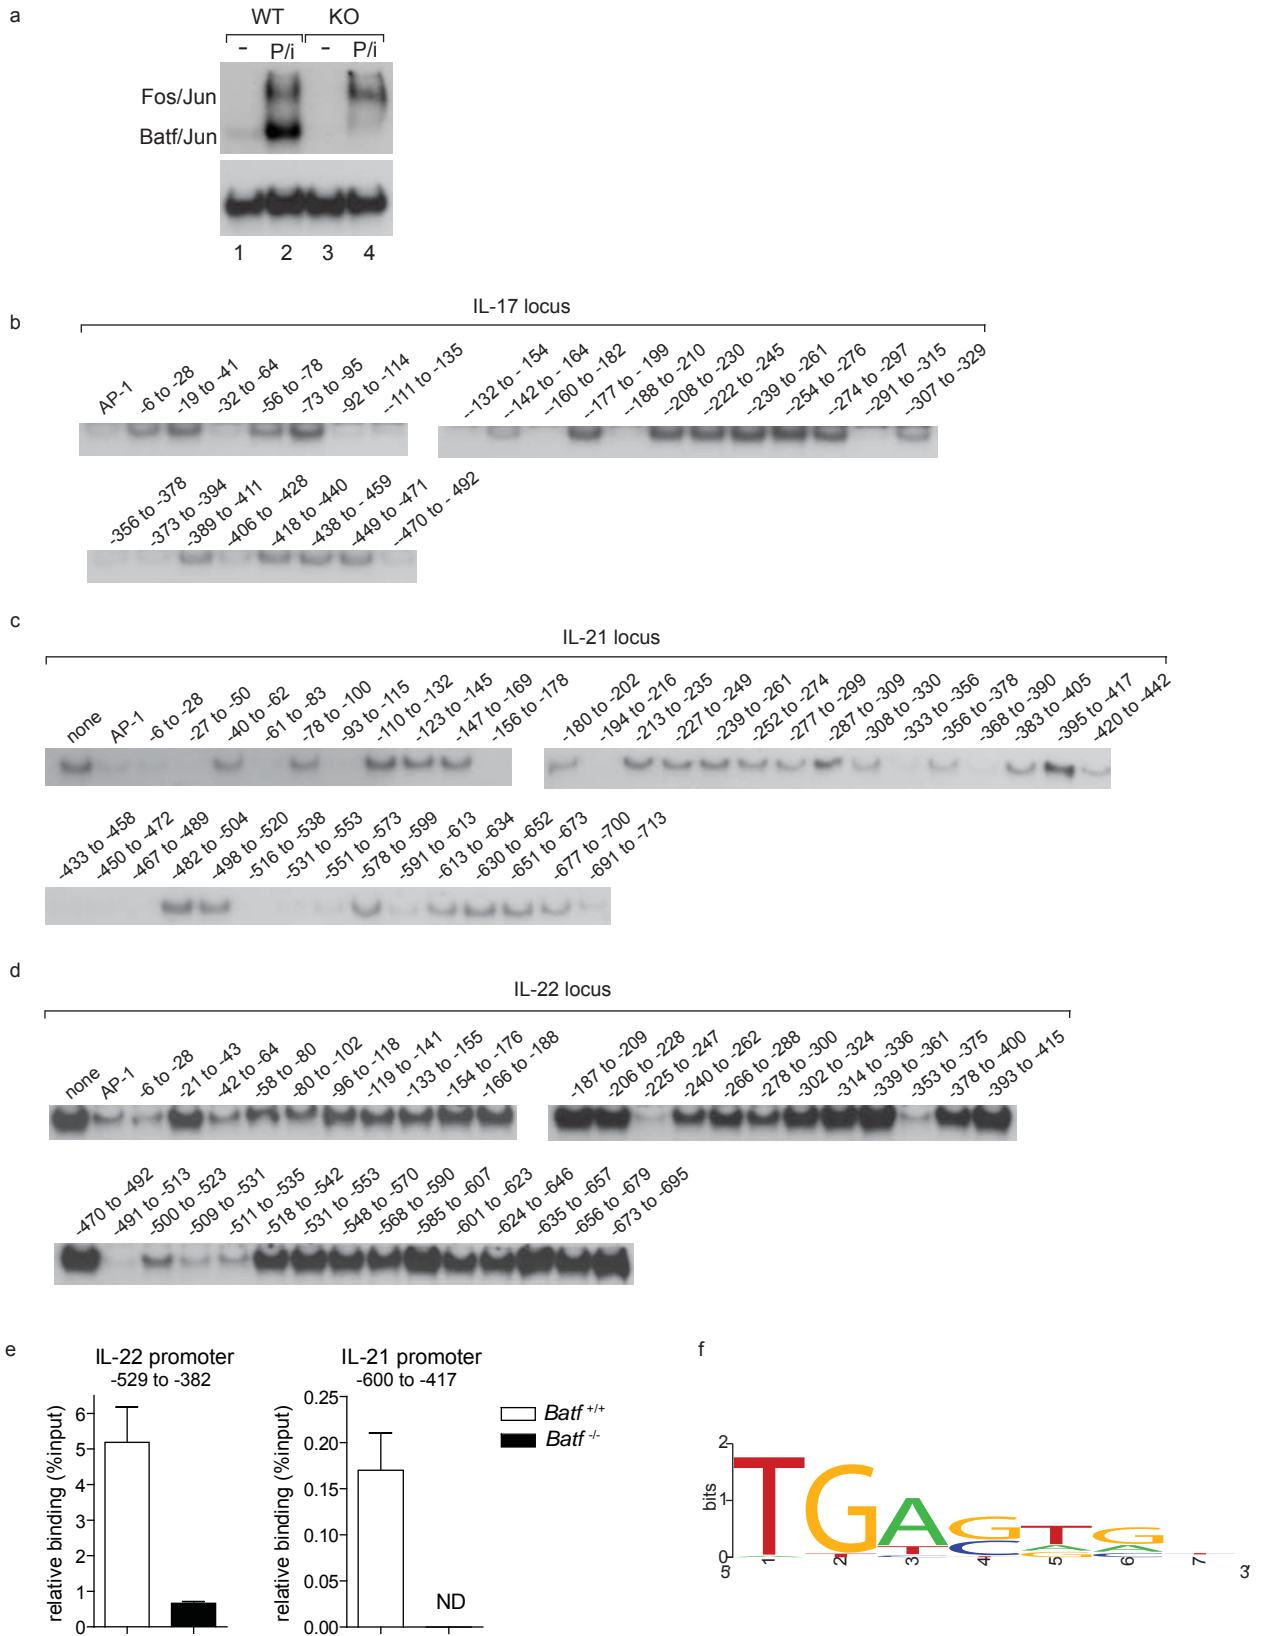 a
WT KO
- P/i - P/i
Fos/Jun
Batf/Jun
1 2 3 4
b
IL-17 locus
AP-1 -6 to -28 -19 to -41 -32 to -64 -56 to -78 -73 to -95 -92 to -114 --111 to -135
--132 to - 154 --142 to - 164 --160 to -182 --177 to - 199 --188 to -210 --208 to -230 --222 to -245 --239 to -261 --254 to -276 --274 to -297 --291 to -315 --307 to -329
-356 to -378 -373 to -394 -389 to -411 -406 to -428 -418 to -440 -438 to - 459 -449 to -471 --470 to - 492
c
IL-21 locus
none AP-1 -6 to -28 -27 to -50 -40 to -62 -61 to -83 -78 to -100 -93 to -115 -110 to -132 -123 to -145 -147 to -169 -156 to -178
-180 to -202 -194 to -216 -213 to -235 -227 to -249 -239 to -261 -252 to -274 -277 to -299 -287 to -309 -308 to -330 -333 to -356 -356 to -378 -368 to -390 -383 to -405 -395 to -417 -420 to -442
-433 to -458 -450 to -472 -467 to -489 -482 to -504 -498 to -520 -516 to -538 -531 to -553 -551 to -573 -578 to -599 -591 to -613 -613 to -634 -630 to -652 -651 to -673 -677 to -700 -691 to -713
d
IL-22 locus
none AP-1 -6 to -28 -21 to -43 -42 to -64 -58 to -80 -80 to -102 -96 to -118 -119 to -141 -133 to -155 -154 to -176 -166 to -188
-187 to -209 -206 to -228 -225 to -247 -240 to -262 -266 to -288 -278 to -300 -302 to -324 -314 to -336 -339 to -361 -353 to -375 -378 to -400 -393 to -415
-470 to -492 -491 to -513 -500 to -523 -509 to -531 -511 to -535 -518 to -542 -531 to -553 -548 to -570 -568 to -590 -585 to -607 -601 to -623 -624 to -646 -635 to -657 -656 to -679 -673 to -695
e
IL-22 promoter
-529 to -382
relative binding (%input)
6
5
4
3
2
1
0
IL-21 promoter
-600 to -417
relative binding (%input)
0.25
0.20
0.15
0.10
0.05
0.00
ND
Batf +/+
Batf -/-
f
bits
2
1
0
TGAGTG
T T C A A T
C G C
5' 1 2 3 4 5 6 7 3'